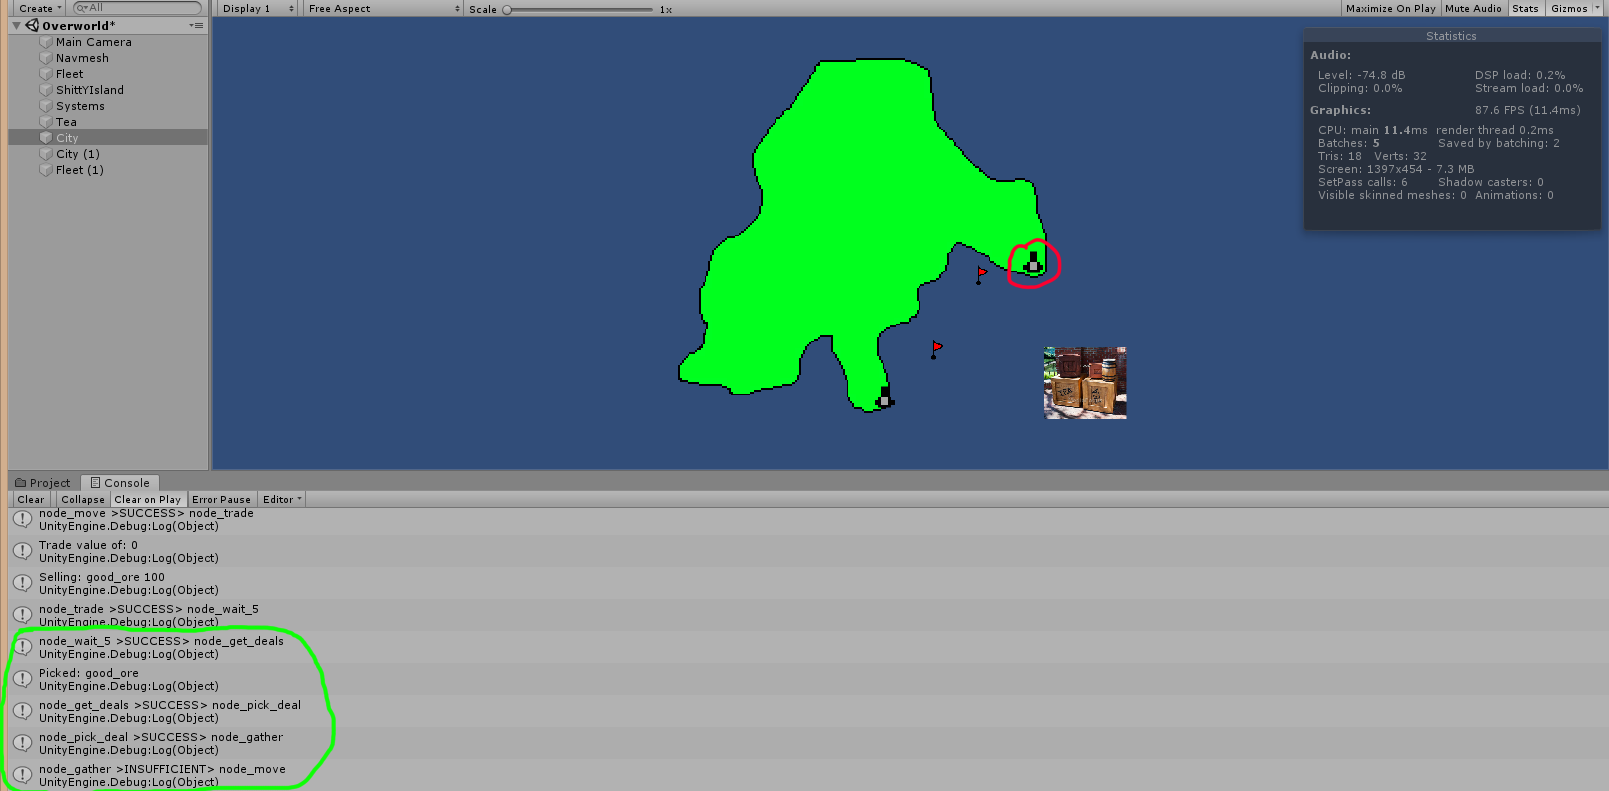 Create
All
Display 1
Free Aspect
Scale
1x
Maximize On Play
Mute Audio
Stats
Gizmos
Overworld*
Main Camera
Navmesh
Fleet
ShittYIsland
Systems
Tea
City
City (1)
Fleet (1)
Statistics
Audio:
Level: -74.8 dB
DSP load: 0.2%
Clipping: 0.0%
Stream load: 0.0%
Graphics:
87.6 FPS (11.4ms)
CPU: main 11.4ms render thread 0.2ms
Batches: 5
Saved by batching: 2
Tris: 18 Verts: 32
Screen: 1397x454 - 7.3 MB
SetPass calls: 6
Shadow casters: 0
Visible skinned meshes: 0 Animations: 0
Project
Console
Clear
Collapse
Clear on Play
Error Pause
Editor
node_move >SUCCESS> node_trade
UnityEngine.Debug:Log(Object)
Trade value of: 0
UnityEngine.Debug:Log(Object)
Selling: good_ore 100
UnityEngine.Debug:Log(Object)
node_trade >SUCCESS> node_wait_5
UnityEngine.Debug:Log(Object)
node_wait_5 >SUCCESS> node_get_deals
UnityEngine.Debug:Log(Object)
Picked: good_ore
UnityEngine.Debug:Log(Object)
node_get_deals >SUCCESS> node_pick_deal
UnityEngine.Debug:Log(Object)
node_pick_deal >SUCCESS> node_gather
UnityEngine.Debug:Log(Object)
node_gather >INSUFFICIENT> node_move
UnityEngine.Debug:Log(Object)